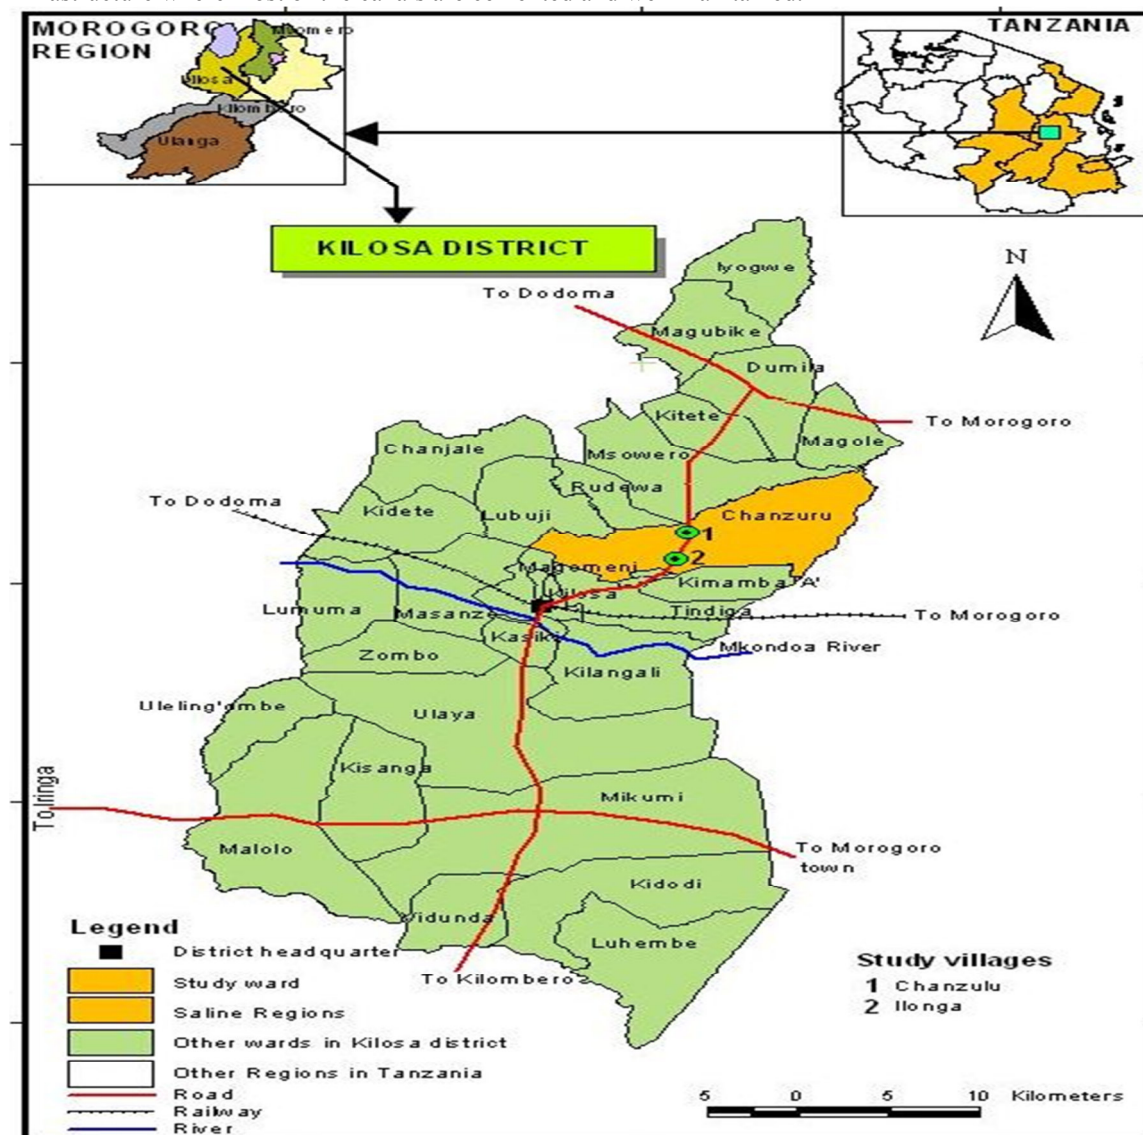 MOROGORO
REGION
Kilombero
Ulanga
TANZANIA
KILOSA DISTRICT
N
Iyogwe
To Dodoma
Magubike
Dumila
Kitete
To Morogoro
Magole
Chanjale
Msowero
Rudewa
To Dodoma
Kidete
Lubuji
Chanzuru
1
2
Magomeni
Kimamba 'A'
Kilosa
Lumuma
Masanze
Tindiga
To Morogoro
Kasiki
Mkondoa River
Zombo
Kilangali
Uleling'ombe
Ulaya
Kisanga
Mikumi
To Iringa
Malolo
To Morogoro
town
Kidodi
Vidunda
Luhembe
To Kilombero
Legend
District headquarter
Study ward
Saline Regions
Other wards in Kilosa district
Other Regions in Tanzania
Road
Railway
River
Study villages
1 Chanzulu
2 Ilonga
5 0 5 10 Kilometers